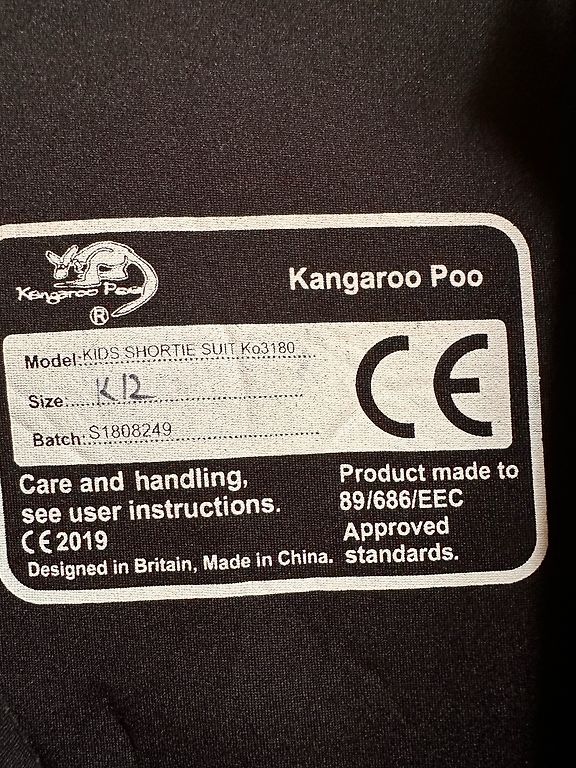 Kangaroo Poo
®
Kangaroo Poo
Model: KIDS SHORTIE SUIT Ko3180
Size: K12
Batch: S1808249
CE
Care and handling,
see user instructions.
CE 2019
Designed in Britain, Made in China.
Product made to
89/686/EEC
Approved
standards.